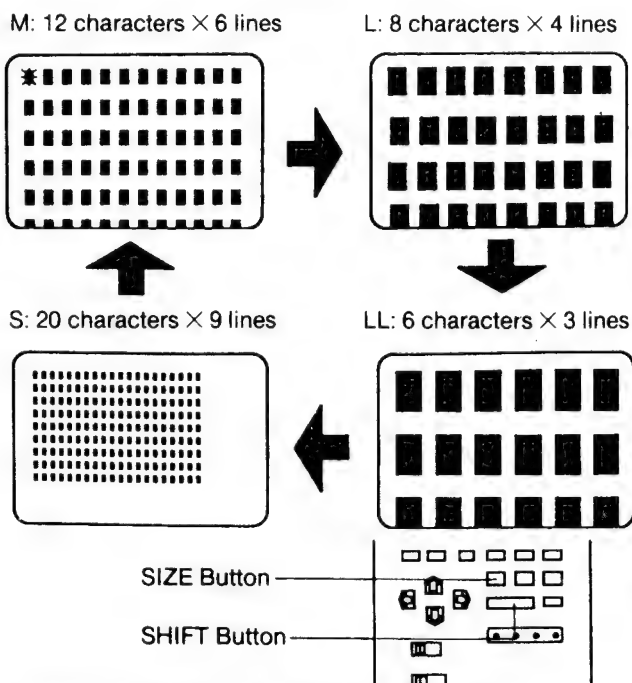 M: 12 characters × 6 lines
L: 8 characters × 4 lines
S: 20 characters × 9 lines
LL: 6 characters × 3 lines
SIZE Button
SHIFT Button